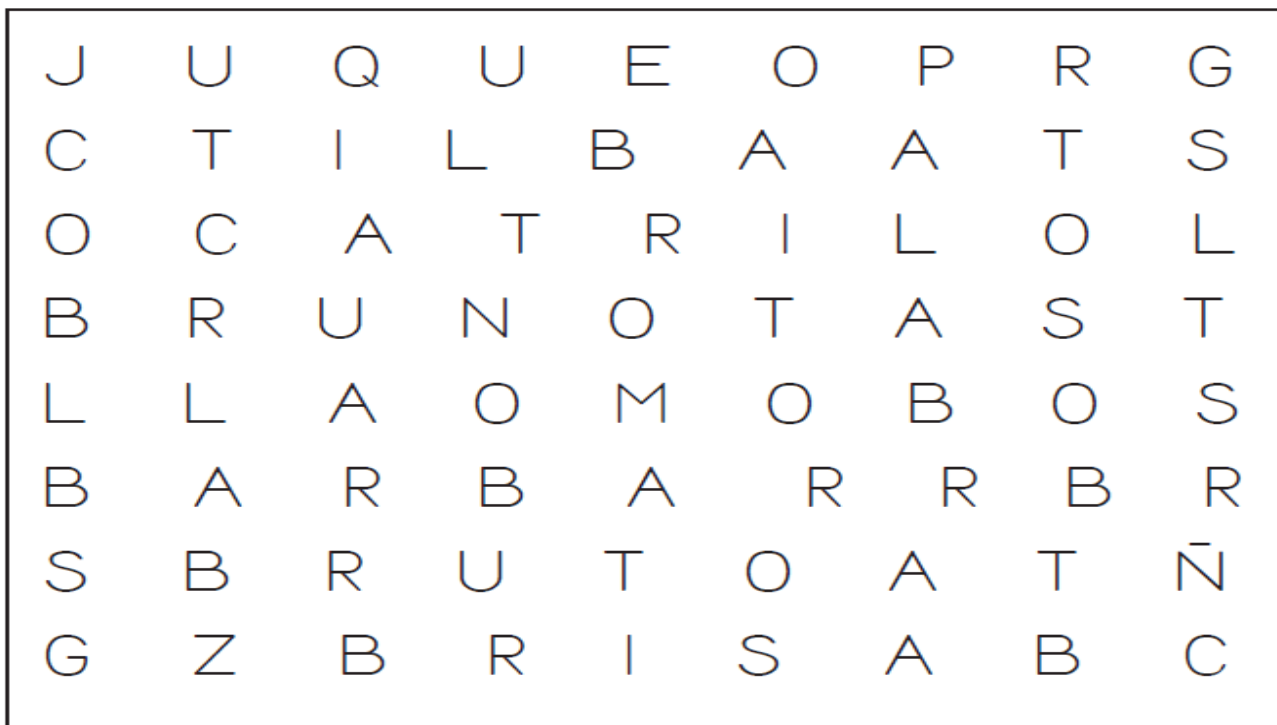 J U Q U E O P R G
C T I L B A A T S
O C A T R I L O L
B R U N O T A S T
L L A O M O B O S
B A R B A R R B R
S B R U T O A T Ñ
G Z B R I S A B C